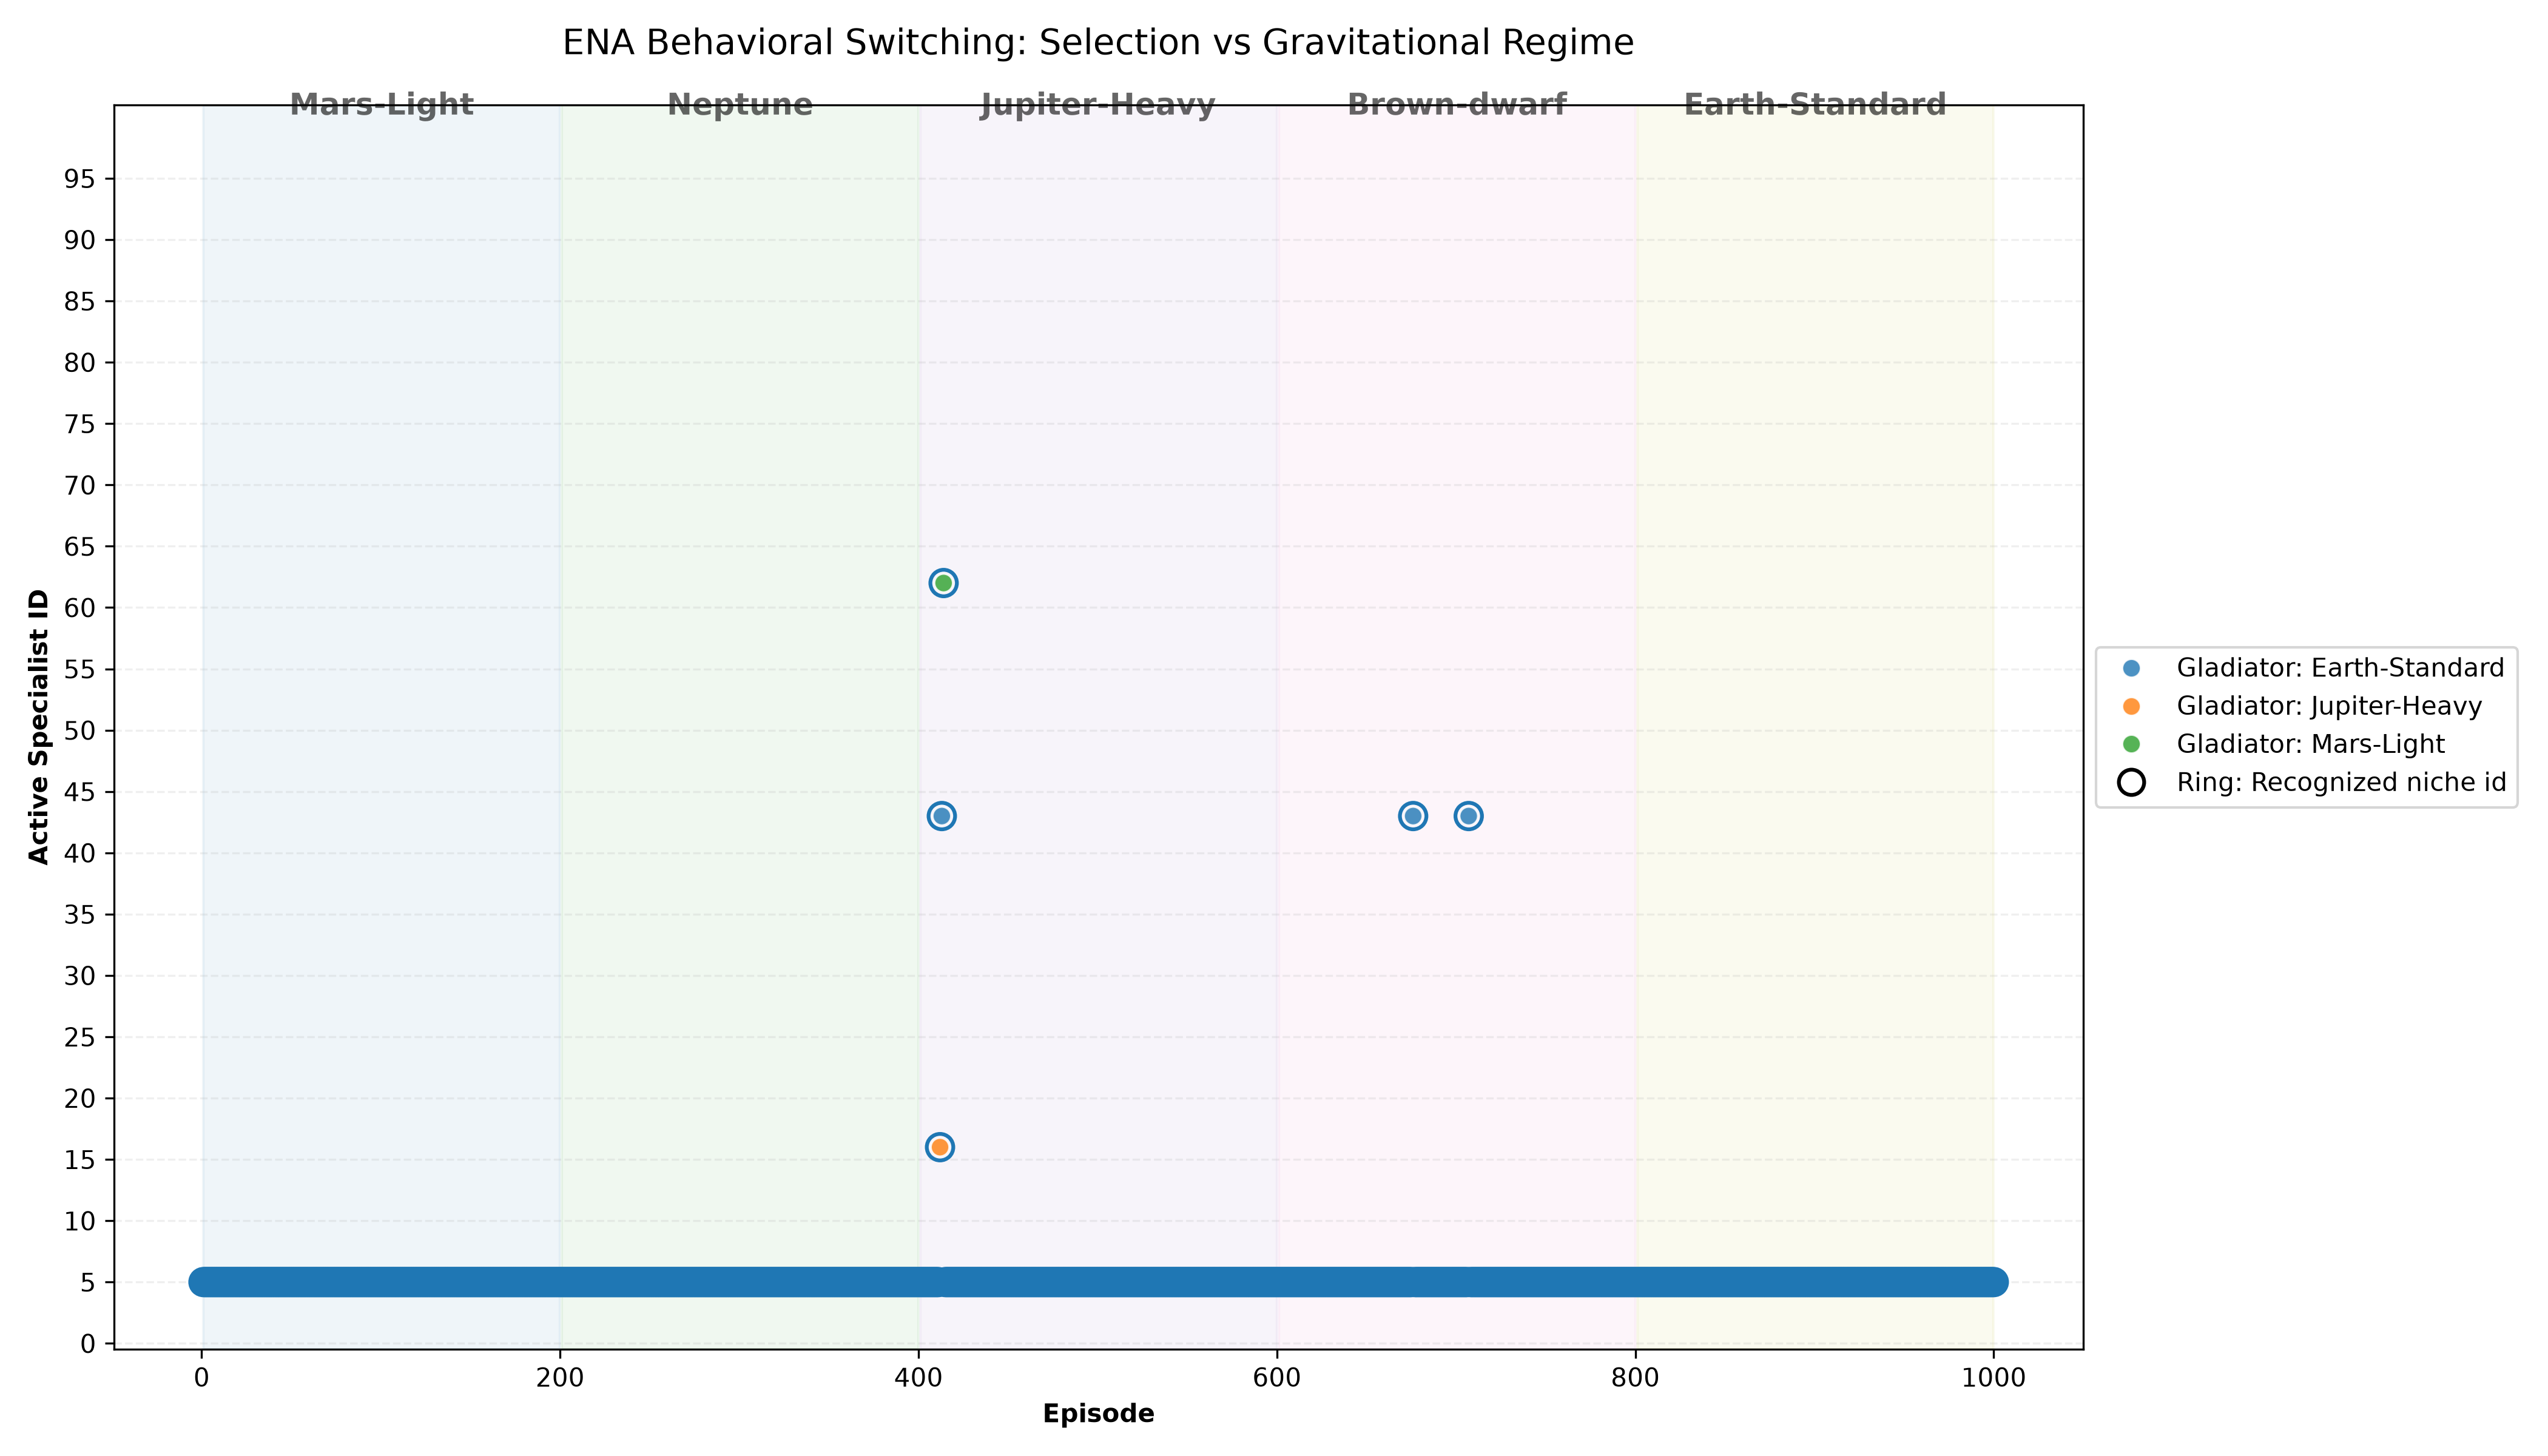 ENA Behavioral Switching: Selection vs Gravitational Regime
Mars-Light Neptune Jupiter-Heavy Brown-dwarf Earth-Standard
95
90
85
80
75
70
65
60
55
50
45
40
35
30
25
20
15
10
5
0
Active Specialist ID
0 200 400 600 800 1000
Episode
Gladiator: Earth-Standard
Gladiator: Jupiter-Heavy
Gladiator: Mars-Light
Ring: Recognized niche id